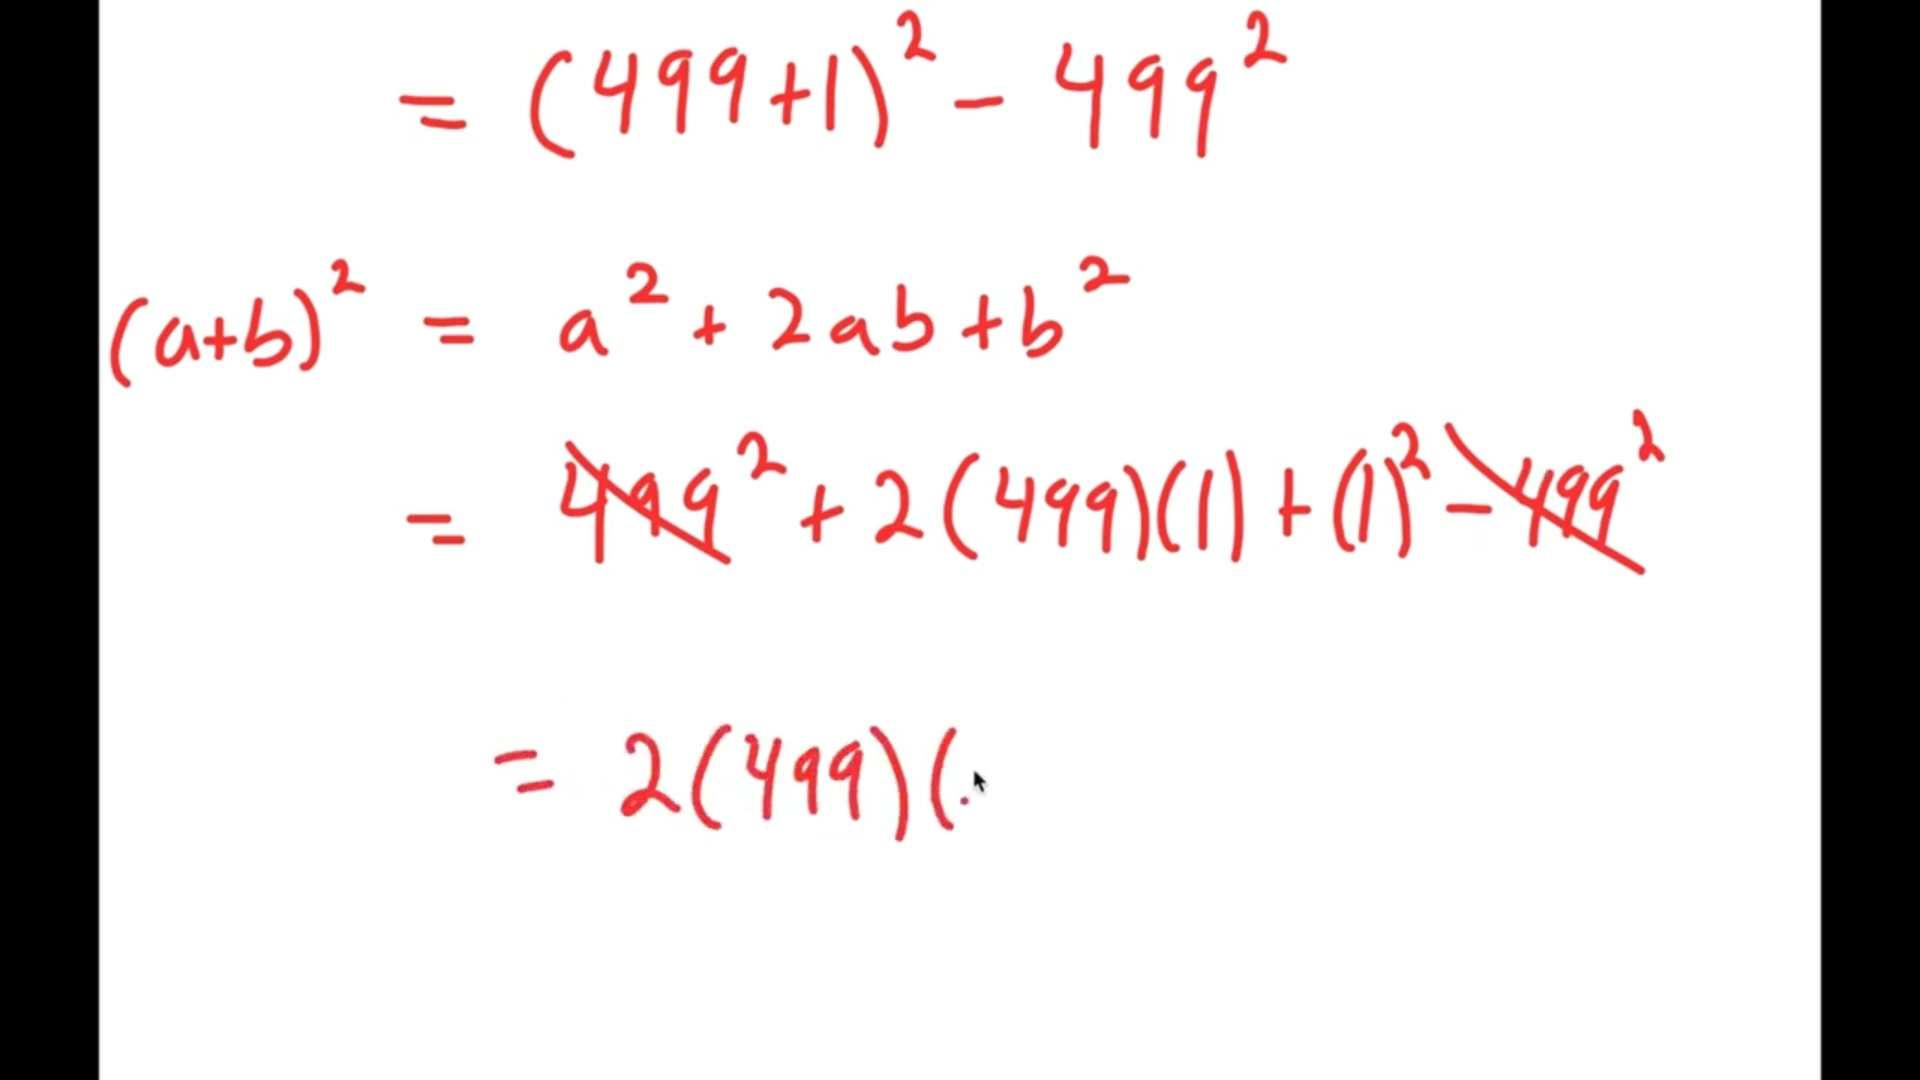 = (499+1)² - 499²
(a+b)² = a² + 2ab + b²
= 499² + 2(499)(1) + (1)² - 499²
= 2(499)(